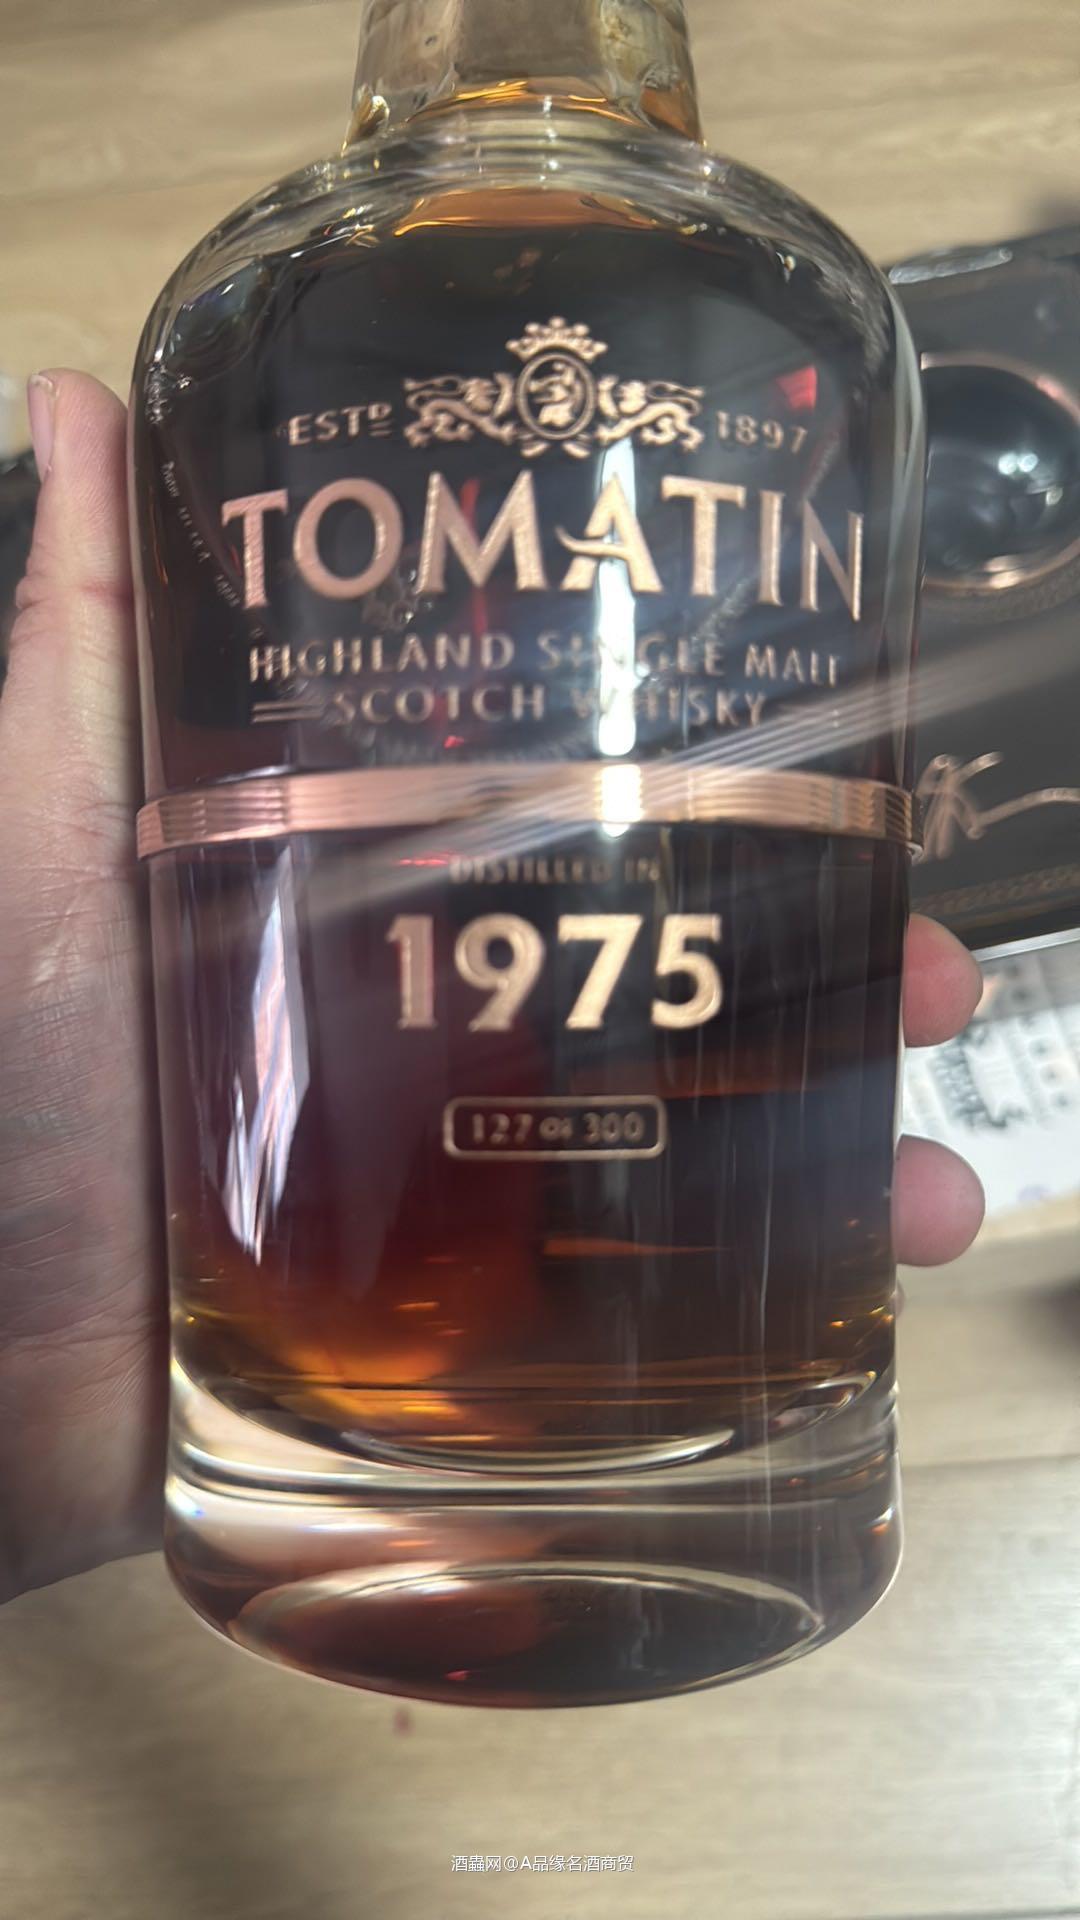 ESTD 1897
TOMATIN
HIGHLAND SINGLE MALT
SCOTCH WHISKY
DISTILLED IN
1975
127 OF 300
酒蟲网@A品缘名酒商贸